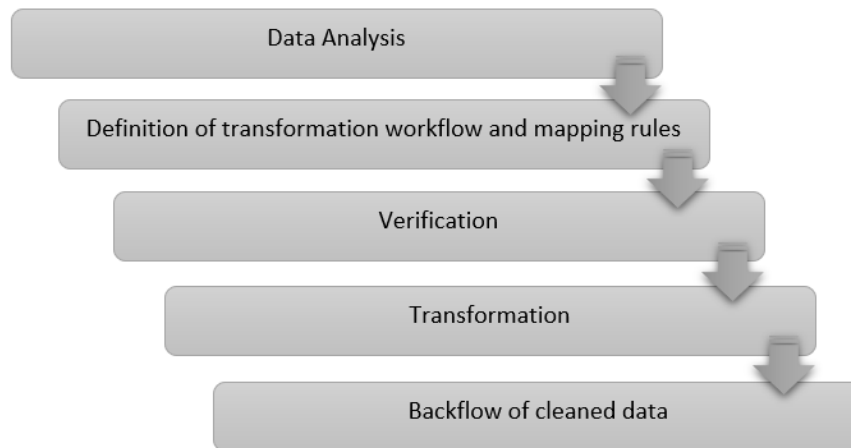 Data Analysis
Definition of transformation workflow and mapping rules
Verification
Transformation
Backflow of cleaned data